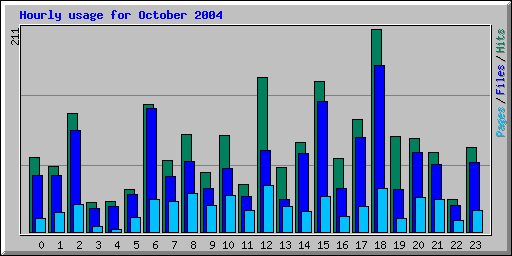 Hourly usage for October 2004
211
Pages / Files / Hits
0 1 2 3 4 5 6 7 8 9 10 11 12 13 14 15 16 17 18 19 20 21 22 23